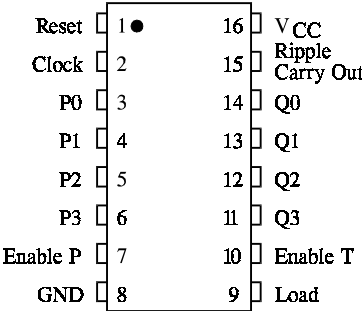 Reset 1 16 VCC
Clock 2 15 Ripple
Carry Out
P0 3 14 Q0
P1 4 13 Q1
P2 5 12 Q2
P3 6 11 Q3
Enable P 7 10 Enable T
GND 8 9 Load